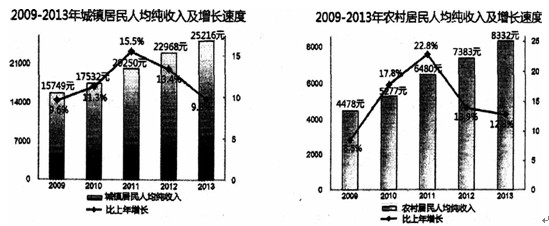 2009-2013年城镇居民人均纯收入及增长速度
25216元
22968元
15.5%
20250元
17532元
15749元
13.4%
11.3%
9.6%
21000
14000
7000
0
15
10
5
0
2009 2010 2011 2012 2013
城镇居民人均纯收入
比上年增长
2009-2013年农村居民人均纯收入及增长速度
8332元
7383元
22.8%
6480元
17.8%
5277元
4478元
13.9%
8000
6000
4000
2000
0
25
20
15
10
5
0
2009 2010 2011 2012 2013
农村居民人均纯收入
比上年增长